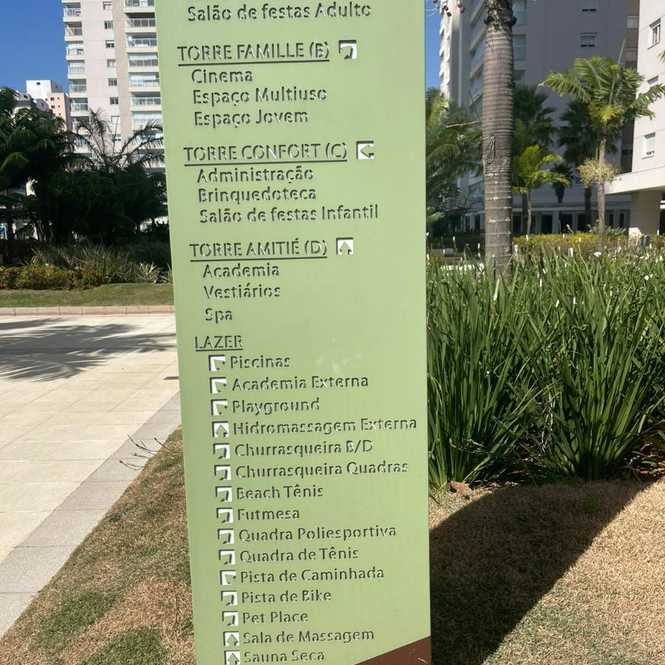 Salão de festas Adulto
TORRE FAMILLE (E)
Cinema
Espaço Multiuso
Espaço Jovem
TORRE CONFORT (C)
Administração
Brinquedoteca
Salão de festas Infantil
TORRE AMITIÉ (D)
Academia
Vestiários
Spa
LAZER
Piscinas
Academia Externa
Playground
Hidromassagem Externa
Churrasqueira B/D
Churrasqueira Quadras
Beach Tênis
Futmesa
Quadra Poliesportiva
Quadra de Tênis
Pista de Caminhada
Pista de Bike
Pet Place
Sala de Massagem
Sauna Seca